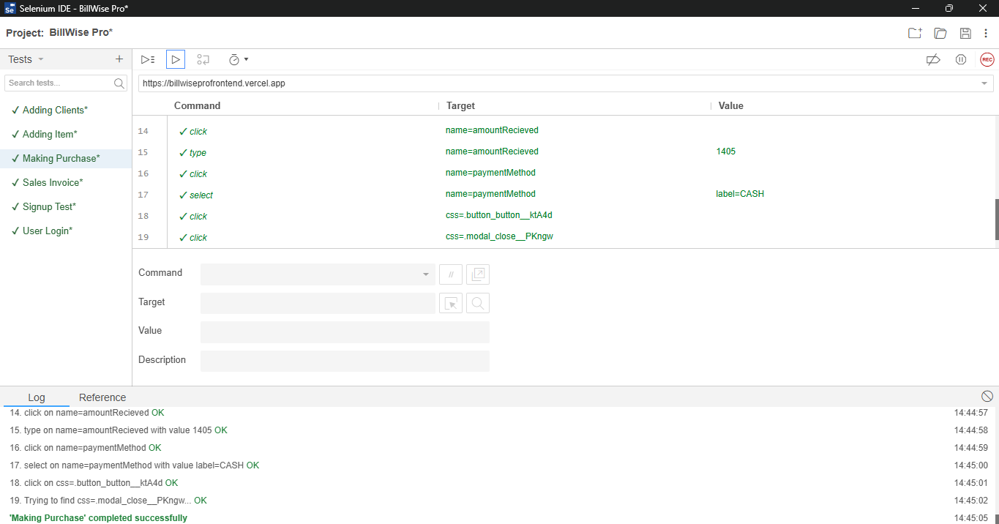 Selenium IDE - BillWise Pro*
Project: BillWise Pro*
Tests
Search tests...
✓ Adding Clients*
✓ Adding Item*
✓ Making Purchase*
✓ Sales Invoice*
✓ Signup Test*
✓ User Login*
REC
https://billwiseprofrontend.vercel.app
Command Target Value
14 ✓ click name=amountRecieved
15 ✓ type name=amountRecieved 1405
16 ✓ click name=paymentMethod
17 ✓ select name=paymentMethod label=CASH
18 ✓ click css=.button_button__ktA4d
19 ✓ click css=.modal_close__PKngw
Command //
Target
Value
Description
Log Reference
14. click on name=amountRecieved OK 14:44:57
15. type on name=amountRecieved with value 1405 OK 14:44:58
16. click on name=paymentMethod OK 14:44:59
17. select on name=paymentMethod with value label=CASH OK 14:45:00
18. click on css=.button_button__ktA4d OK 14:45:01
19. Trying to find css=.modal_close__PKngw... OK 14:45:02
'Making Purchase' completed successfully 14:45:05